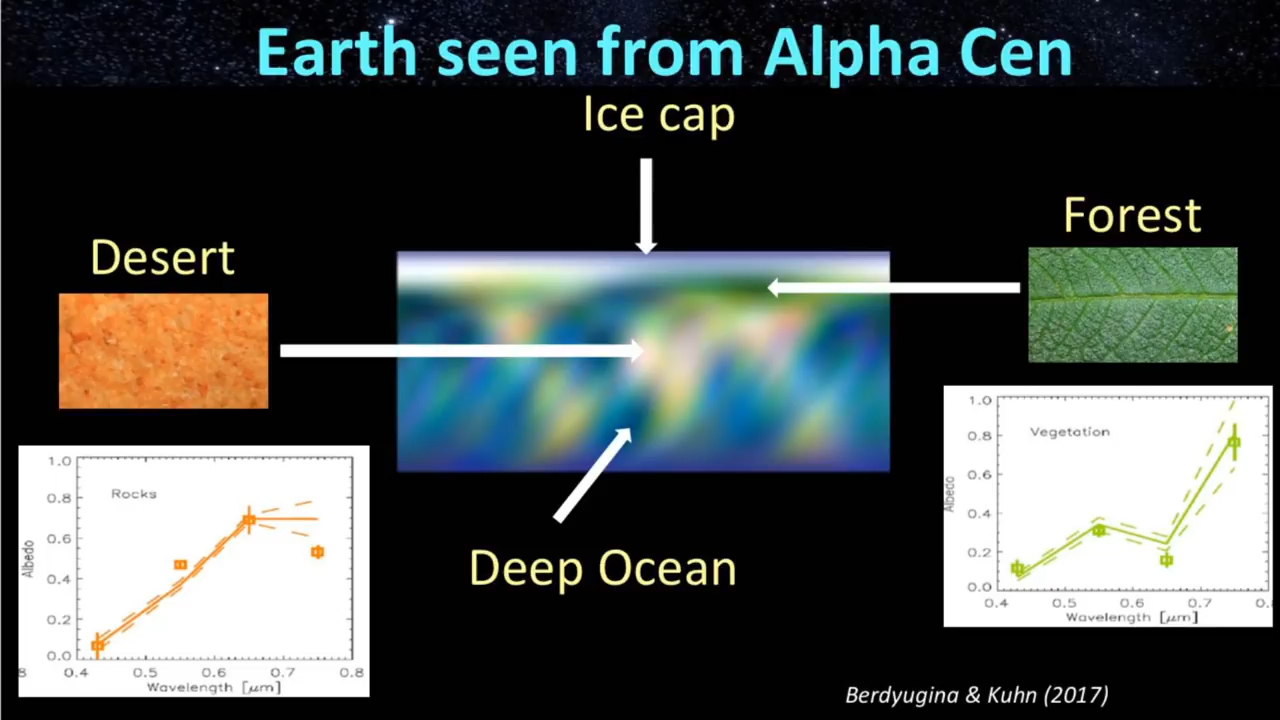 Earth seen from Alpha Cen
Ice cap
Forest
Desert
Deep Ocean
1.0
0.8
0.6
0.4
0.2
0.0
Albedo
Rocks
8
0.4
0.5
0.6
0.7
0.8
Wavelength [μm]
1.0
0.8
0.6
0.4
0.2
0.0
Albedo
Vegetation
0.4
0.5
0.6
0.7
0.8
Wavelength [μm]
Berdyugina & Kuhn (2017)